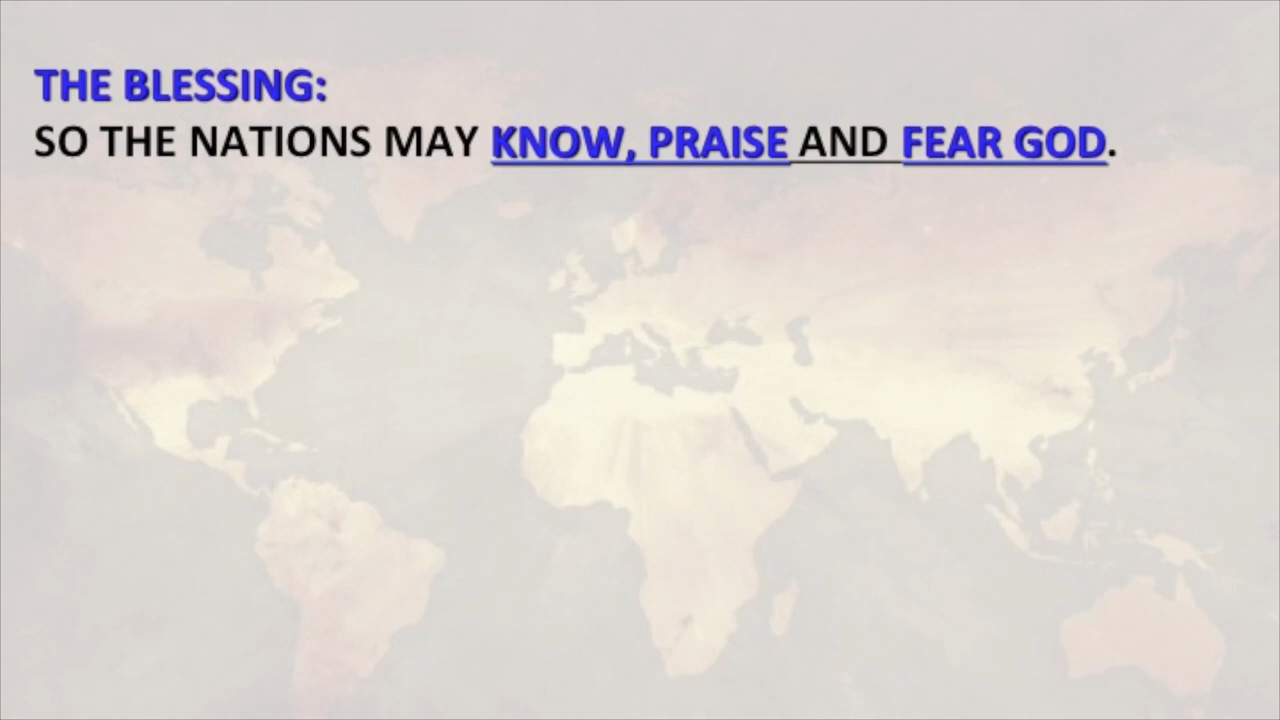 THE BLESSING:
SO THE NATIONS MAY KNOW, PRAISE AND FEAR GOD.